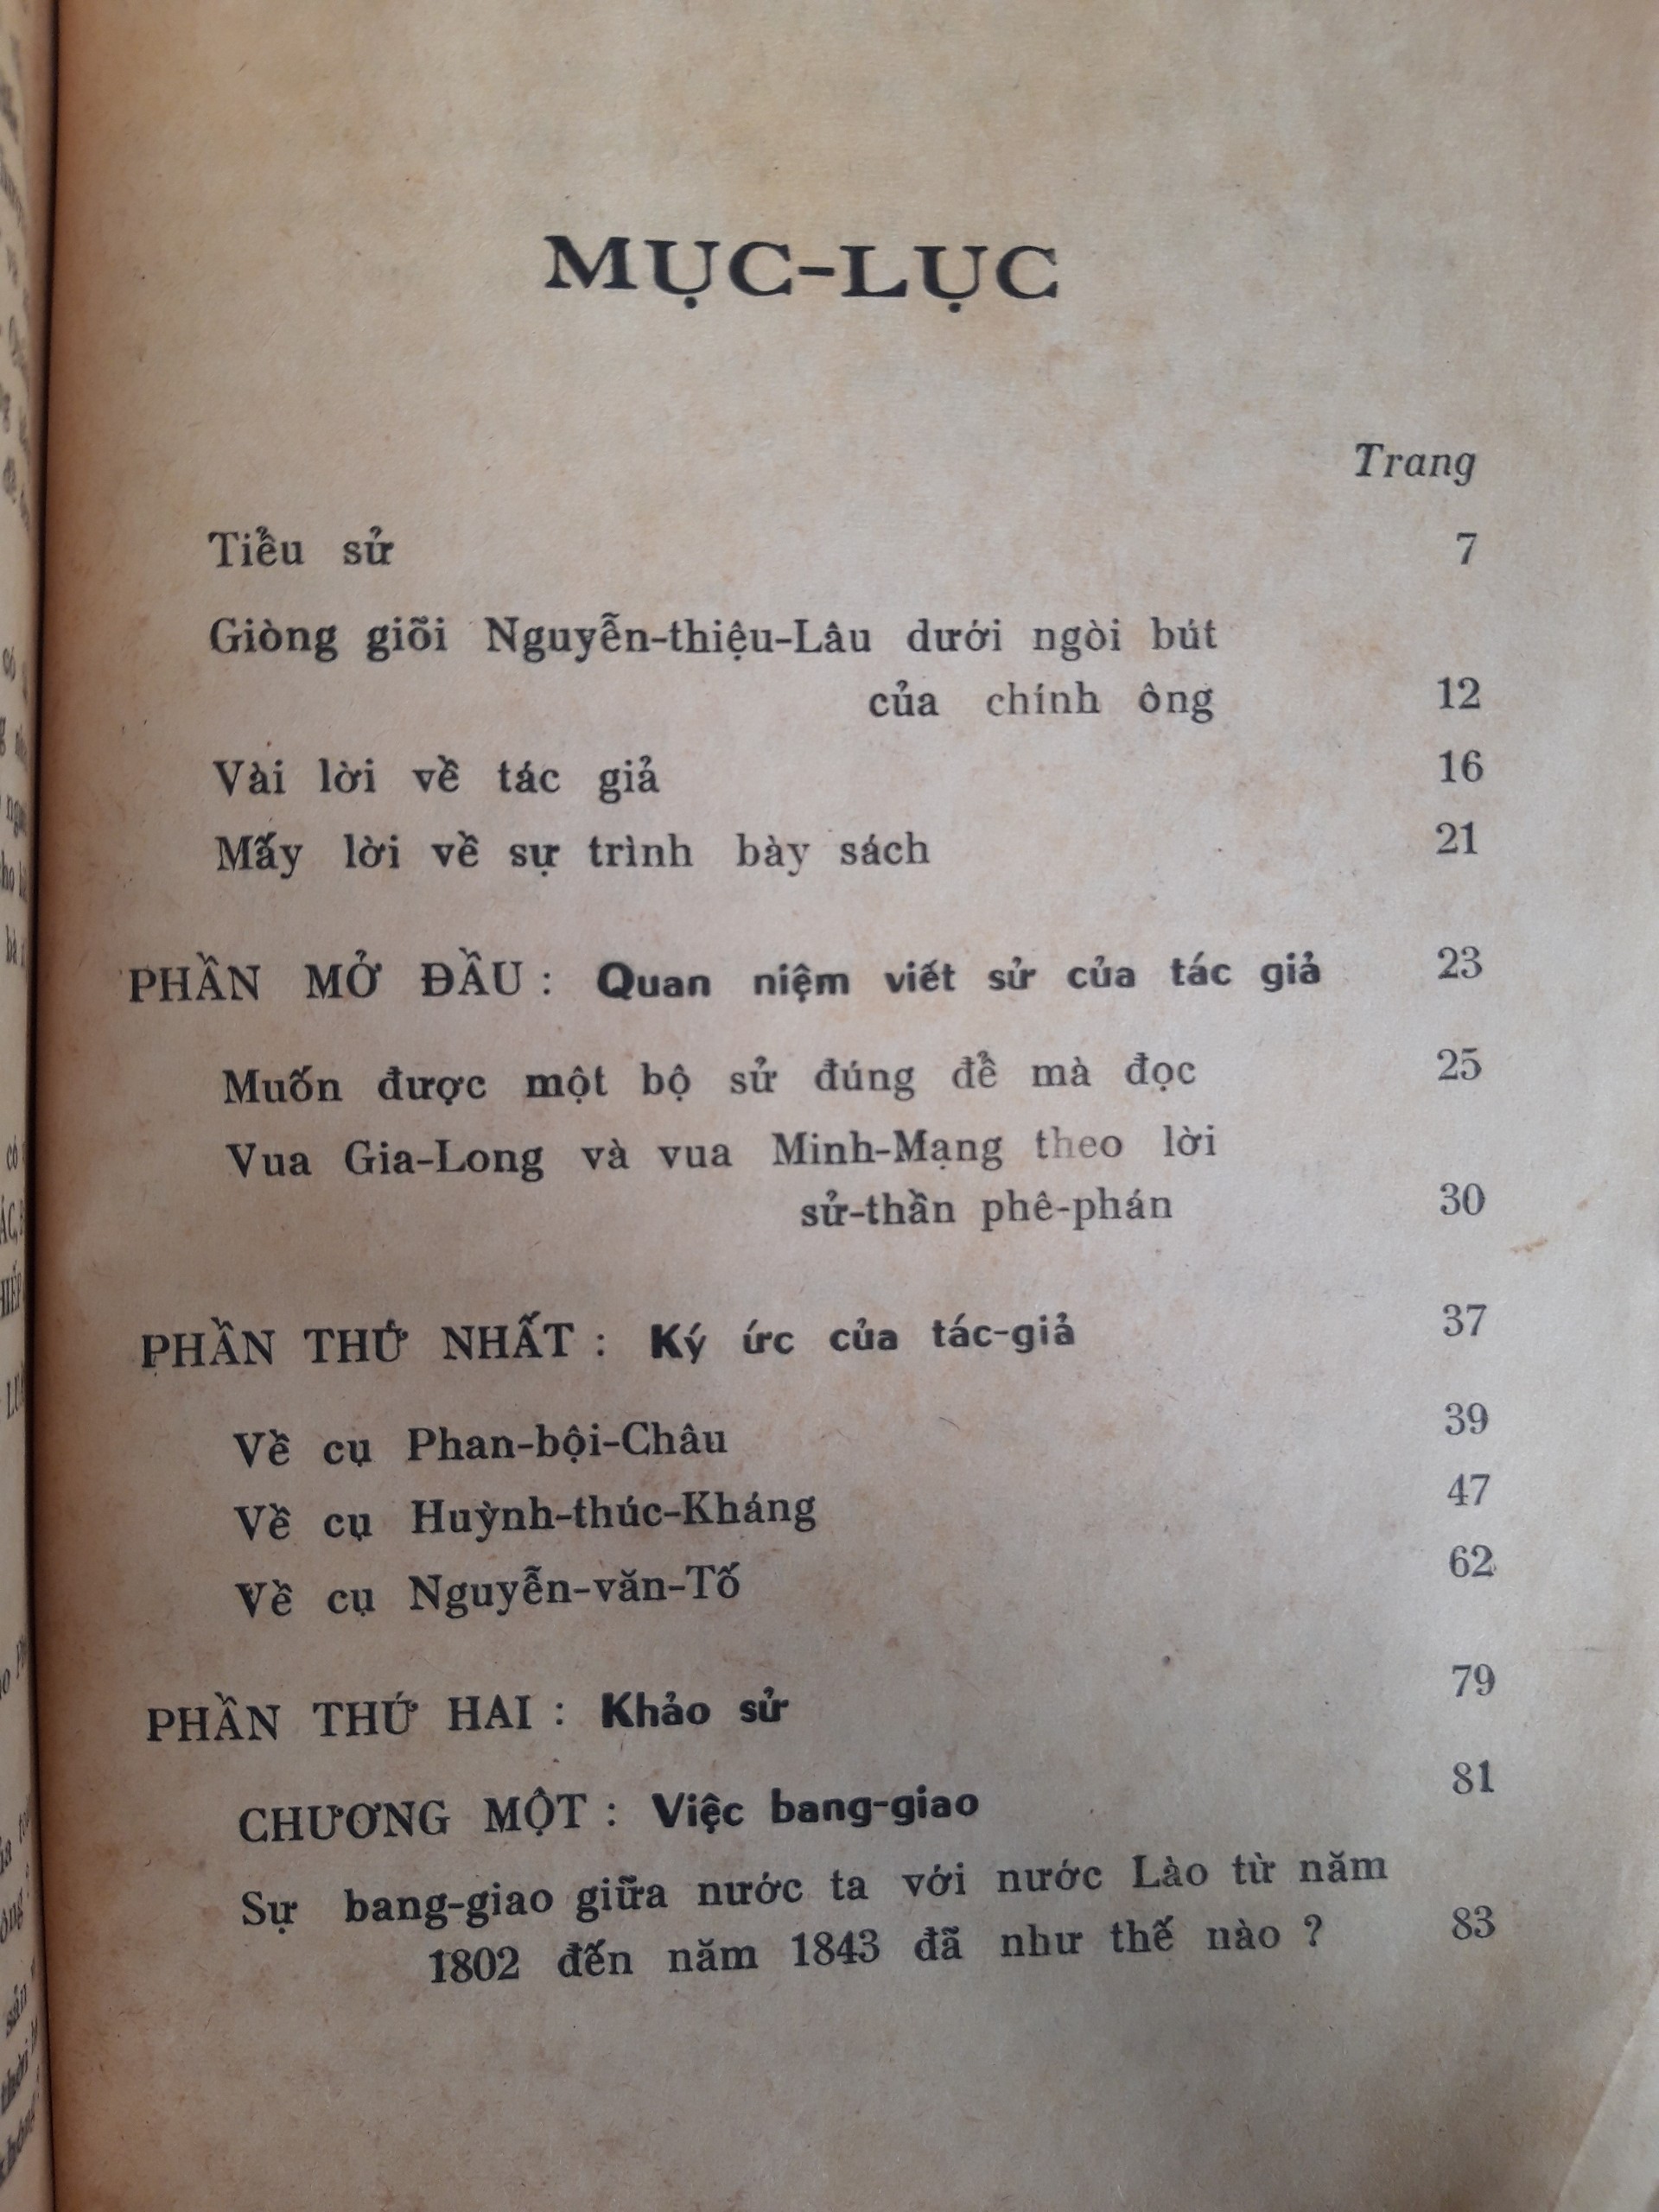 MỤC-LỤC
Trang
Tiểu sử 7
Giòng giõi Nguyễn-thiệu-Lâu dưới ngòi bút
của chính ông 12
Vài lời về tác giả 16
Mấy lời về sự trình bày sách 21
PHẦN MỞ ĐẦU : Quan niệm viết sử của tác giả 23
Muốn được một bộ sử đúng để mà đọc 25
Vua Gia-Long và vua Minh-Mạng theo lời
sử-thần phê-phán 30
PHẦN THỨ NHẤT : Ký ức của tác-giả 37
Về cụ Phan-bội-Châu 39
Về cụ Huỳnh-thúc-Kháng 47
Về cụ Nguyễn-văn-Tố 62
PHẦN THỨ HAI : Khảo sử 79
CHƯƠNG MỘT : Việc bang-giao 81
Sự bang-giao giữa nước ta với nước Lào từ năm
1802 đến năm 1843 đã như thế nào ? 83